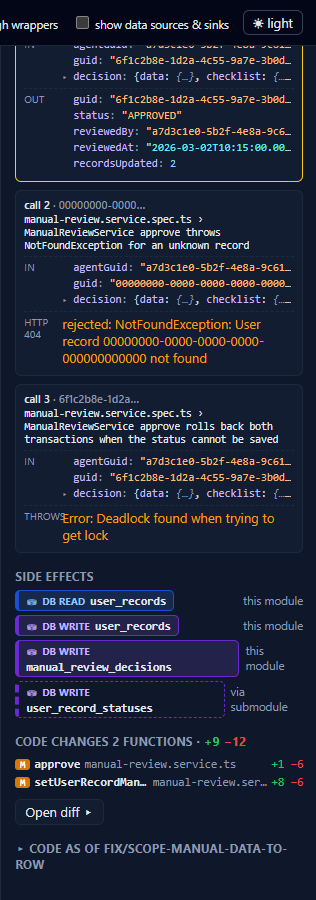 gh wrappers show data sources & sinks ☀ light
IN agentGuid: "a7d3c1e0-5b2f-4e8a-9c61…
guid: "6f1c2b8e-1d2a-4c55-9a7e-3b0d…
▸ decision: {data: {…}, checklist: {…}…
OUT guid: "6f1c2b8e-1d2a-4c55-9a7e-3b0d…
status: "APPROVED"
reviewedBy: "a7d3c1e0-5b2f-4e8a-9c6…
reviewedAt: "2026-03-02T10:15:00.00…
recordsUpdated: 2
call 2 · 00000000-0000…
manual-review.service.spec.ts ›
ManualReviewService approve throws
NotFoundException for an unknown record
IN agentGuid: "a7d3c1e0-5b2f-4e8a-9c61…
guid: "00000000-0000-0000-0000-0000…
▸ decision: {data: {…}, checklist: {…}…
HTTP 404 rejected: NotFoundException: User
record 00000000-0000-0000-0000-
000000000000 not found
call 3 · 6f1c2b8e-1d2a…
manual-review.service.spec.ts ›
ManualReviewService approve rolls back both
transactions when the status cannot be saved
IN agentGuid: "a7d3c1e0-5b2f-4e8a-9c61…
guid: "6f1c2b8e-1d2a-4c55-9a7e-3b0d…
▸ decision: {data: {…}, checklist: {…}…
THROWS Error: Deadlock found when trying to
get lock
SIDE EFFECTS
DB READ user_records this module
DB WRITE user_records this module
DB WRITE manual_review_decisions this module
DB WRITE user_record_statuses via submodule
CODE CHANGES 2 FUNCTIONS · +9 −12
M approve manual-review.service.ts +1 −6
M setUserRecordMan… manual-review.ser… +8 −6
Open diff ▸
▸ CODE AS OF FIX/SCOPE-MANUAL-DATA-TO-
ROW